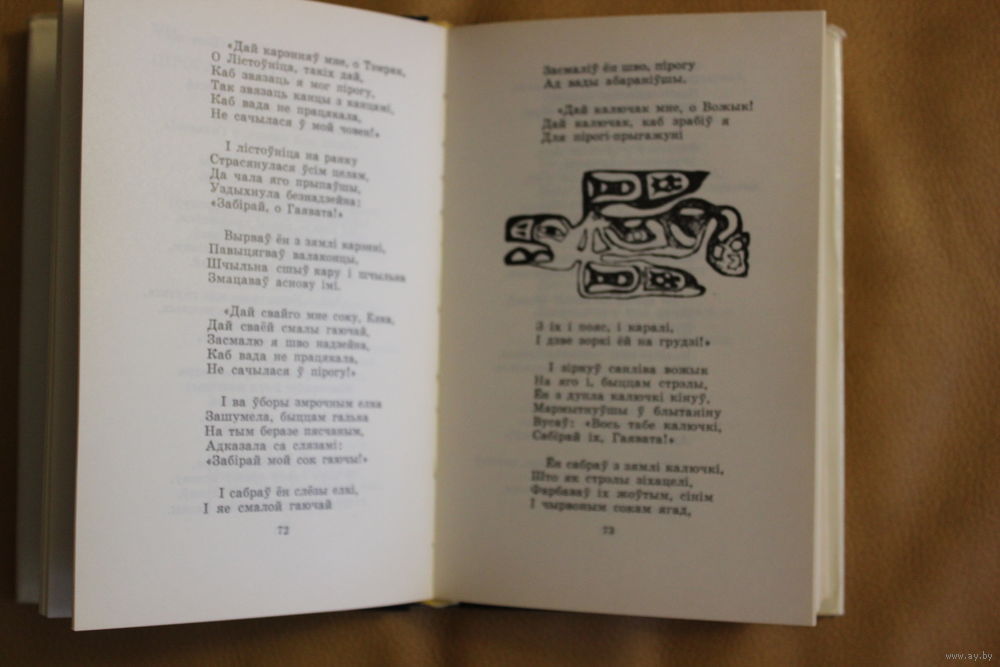 «Дай карэнняў мне, о Тэмрак,
О Лістоўніца, такіх дай,
Каб звязаць я мог пірогу,
Так звязаць канцы з канцамі,
Каб вада не працякала,
Не сачылася ў мой човен!»
І лістоўніца на ранку
Страсянулася ўсім целам,
Да чала яго прыпаўшы,
Уздыхнула безнадзейна:
«Забірай, о Гаявата!»
Вырваў ён з зямлі карэнні,
Павыцягваў валаконцы,
Шчыльна сшыў кару і шчыльна
Змацаваў аснову імі.
«Дай свайго мне соку, Елка,
Дай сваёй смалы гаючай,
Засмалю я шво надзейна,
Каб вада не працякала,
Не сачылася ў пірогу!»
І ва ўборы змрочным елка
Зашумела, быццам галька
На тым беразе пясчаным,
Адказала са слязамі:
«Забірай мой сок гаючы!»
І сабраў ён слёзы елкі,
І яе смалой гаючай
72
Засмаліў ён шво, пірогу
Ад вады абараніўшы.
«Дай калючак мне, о Вожык!
Дай калючак, каб зрабіў я
Для пірогі-прыгажуні
З іх і пояс, і каралі,
І дзве зоркі ёй на грудзі!»
І зіркнуў санліва вожык
На яго і, быццам стрэлы,
Ён з дупла калючкі кінуў,
Мармытнуўшы ў блытаніну
Вусаў: «Вось табе калючкі,
Сабірай іх, Гаявата!»
Ён сабраў з зямлі калючкі,
Што як стрэлы зіхацелі,
Фарбаваў іх жоўтым, сінім
І чырвоным сокам ягад,
73
www.ay.by